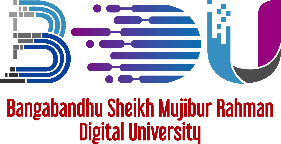 BDU
Bangabandhu Sheikh Mujibur Rahman
Digital University